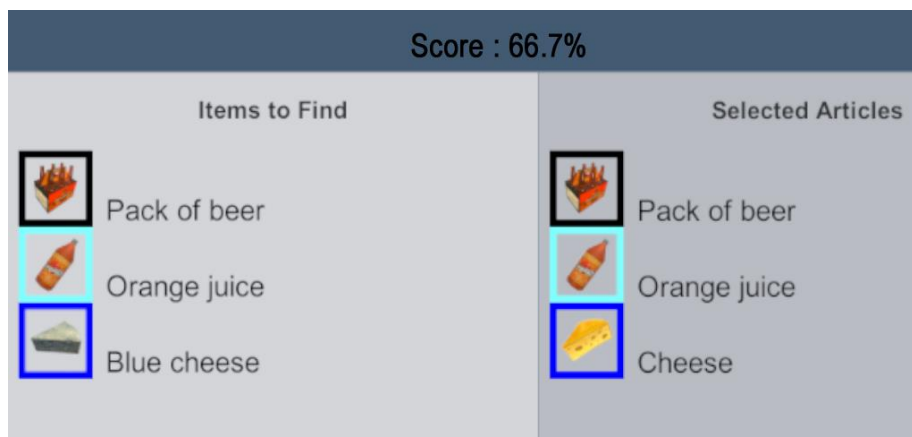 Score : 66.7%
Items to Find
Pack of beer
Orange juice
Blue cheese
Selected Articles
Pack of beer
Orange juice
Cheese